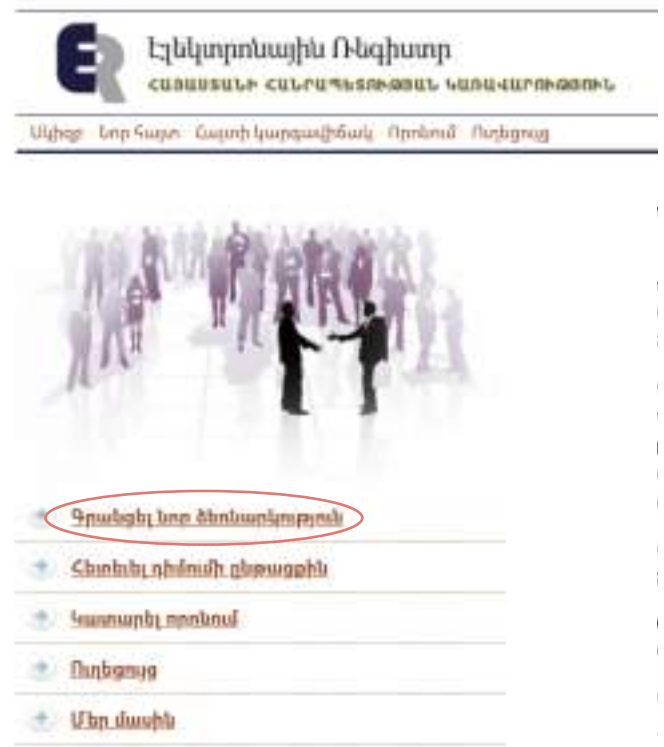 ER
Էլեկտրոնային Ռեգիստր
ՀԱՅԱՍՏԱՆԻ ՀԱՆՐԱՊԵՏՈՒԹՅԱՆ ԿԱՌԱՎԱՐՈՒԹՅՈՒՆ
Սկիզբ Նոր հայտ Հայտի կարգավիճակ Որոնում Ուղեցույց
Գրանցել նոր ձեռնարկություն
Հետևել դիմումի ընթացքին
Կատարել որոնում
Ուղեցույց
Մեր մասին